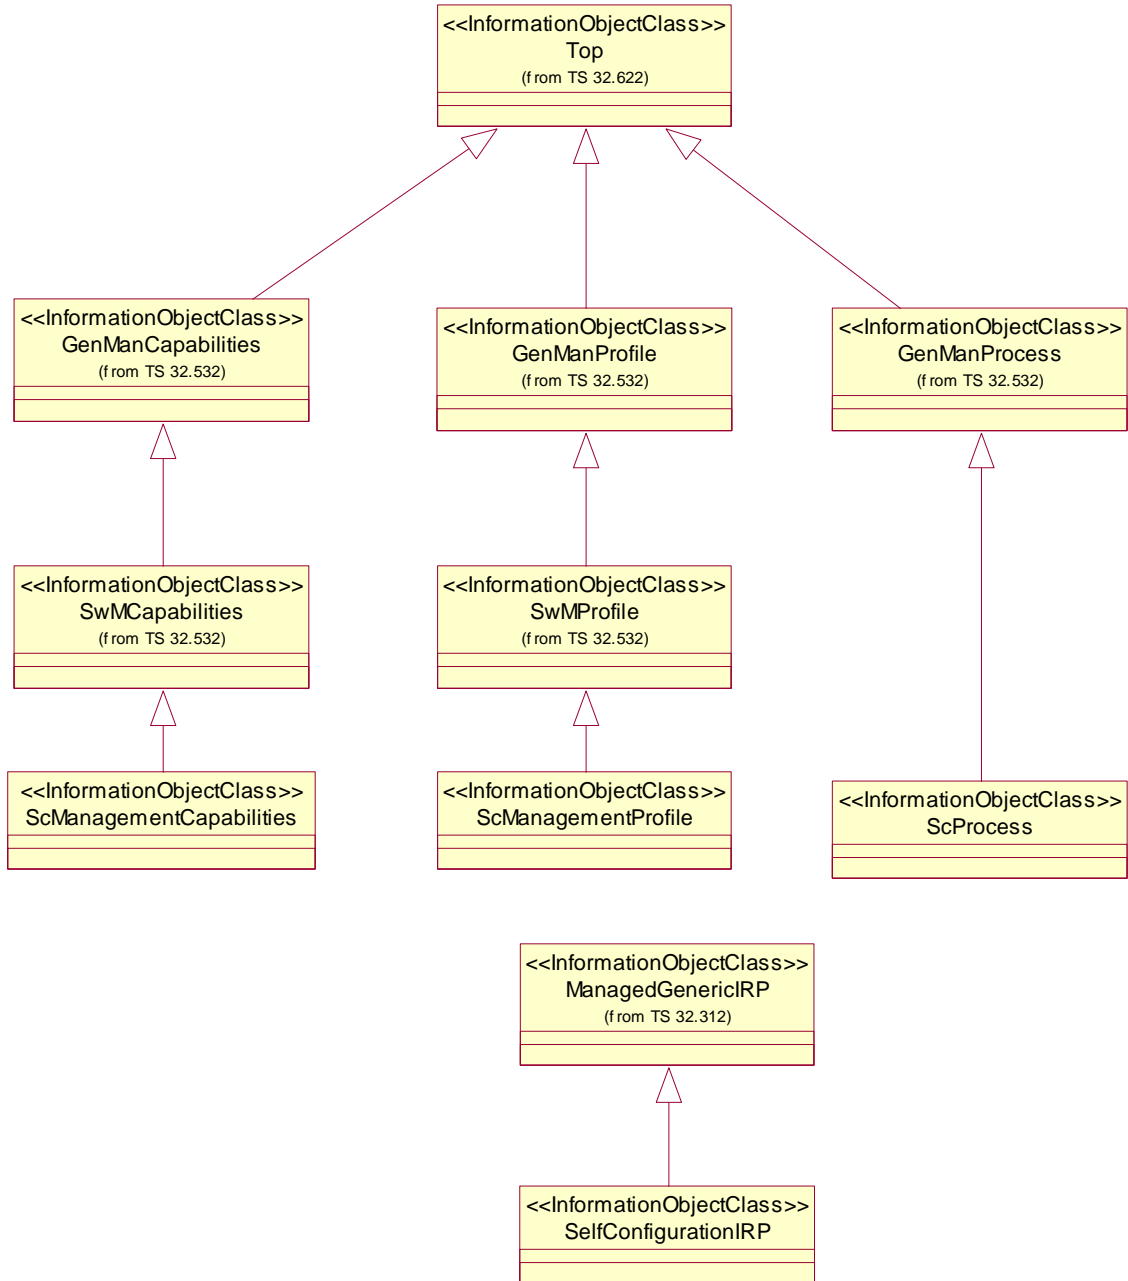 <<InformationObjectClass>>
Top
(from TS 32.622)
<<InformationObjectClass>>
GenManCapabilities
(from TS 32.532)
<<InformationObjectClass>>
GenManProfile
(from TS 32.532)
<<InformationObjectClass>>
GenManProcess
(from TS 32.532)
<<InformationObjectClass>>
SwMCapabilities
(from TS 32.532)
<<InformationObjectClass>>
SwMProfile
(from TS 32.532)
<<InformationObjectClass>>
ScManagementCapabilities
<<InformationObjectClass>>
ScManagementProfile
<<InformationObjectClass>>
ScProcess
<<InformationObjectClass>>
ManagedGenericIRP
(from TS 32.312)
<<InformationObjectClass>>
SelfConfigurationIRP